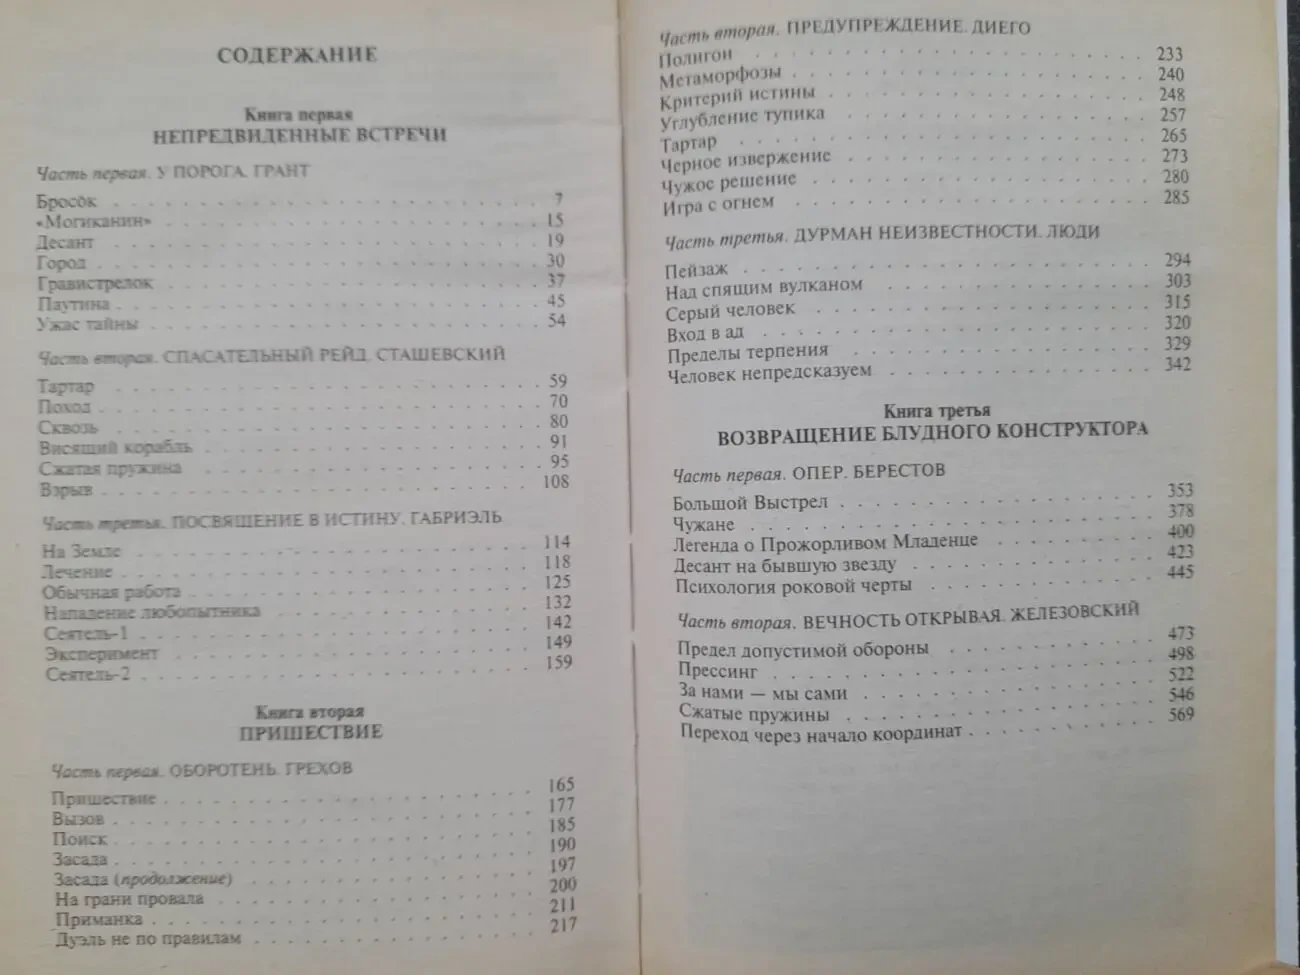 СОДЕРЖАНИЕ
Книга первая
НЕПРЕДВИДЕННЫЕ ВСТРЕЧИ
Часть первая. У ПОРОГА. ГРАНТ
Бросок . . . . . . . . . . . . . . . . . . . . 7
«Могиканин» . . . . . . . . . . . . . . . . . . . . 15
Десант . . . . . . . . . . . . . . . . . . . . 19
Город . . . . . . . . . . . . . . . . . . . . 30
Гравистрелок . . . . . . . . . . . . . . . . . . . . 37
Паутина . . . . . . . . . . . . . . . . . . . . 45
Ужас тайны . . . . . . . . . . . . . . . . . . . . 54
Часть вторая. СПАСАТЕЛЬНЫЙ РЕЙД. СТАШЕВСКИЙ
Тартар . . . . . . . . . . . . . . . . . . . . 59
Поход . . . . . . . . . . . . . . . . . . . . 70
Сквозь . . . . . . . . . . . . . . . . . . . . 80
Висящий корабль . . . . . . . . . . . . . . . . . . . . 91
Сжатая пружина . . . . . . . . . . . . . . . . . . . . 95
Взрыв . . . . . . . . . . . . . . . . . . . . 108
Часть третья. ПОСВЯЩЕНИЕ В ИСТИНУ. ГАБРИЭЛЬ
На Земле . . . . . . . . . . . . . . . . . . . . 114
Лечение . . . . . . . . . . . . . . . . . . . . 118
Обычная работа . . . . . . . . . . . . . . . . . . . . 125
Нападение любопытника . . . . . . . . . . . . . . . . . . . . 132
Сеятель-1 . . . . . . . . . . . . . . . . . . . . 142
Эксперимент . . . . . . . . . . . . . . . . . . . . 149
Сеятель-2 . . . . . . . . . . . . . . . . . . . . 159
Книга вторая
ПРИШЕСТВИЕ
Часть первая. ОБОРОТЕНЬ. ГРЕХОВ
Пришествие . . . . . . . . . . . . . . . . . . . . 165
Вызов . . . . . . . . . . . . . . . . . . . . 177
Поиск . . . . . . . . . . . . . . . . . . . . 185
Засада . . . . . . . . . . . . . . . . . . . . 190
Засада (продолжение) . . . . . . . . . . . . . . . . . . . . 197
На грани провала . . . . . . . . . . . . . . . . . . . . 200
Приманка . . . . . . . . . . . . . . . . . . . . 211
Дуэль не по правилам . . . . . . . . . . . . . . . . . . . . 217
Часть вторая. ПРЕДУПРЕЖДЕНИЕ. ДИЕГО
Полигон . . . . . . . . . . . . . . . . . . . . 233
Метаморфозы . . . . . . . . . . . . . . . . . . . . 240
Критерий истины . . . . . . . . . . . . . . . . . . . . 248
Углубление тупика . . . . . . . . . . . . . . . . . . . . 257
Тартар . . . . . . . . . . . . . . . . . . . . 265
Черное извержение . . . . . . . . . . . . . . . . . . . . 273
Чужое решение . . . . . . . . . . . . . . . . . . . . 280
Игра с огнем . . . . . . . . . . . . . . . . . . . . 285
Часть третья. ДУРМАН НЕИЗВЕСТНОСТИ. ЛЮДИ
Пейзаж . . . . . . . . . . . . . . . . . . . . 294
Над спящим вулканом . . . . . . . . . . . . . . . . . . . . 303
Серый человек . . . . . . . . . . . . . . . . . . . . 315
Вход в ад . . . . . . . . . . . . . . . . . . . . 320
Пределы терпения . . . . . . . . . . . . . . . . . . . . 329
Человек непредсказуем . . . . . . . . . . . . . . . . . . . . 342
Книга третья
ВОЗВРАЩЕНИЕ БЛУДНОГО КОНСТРУКТОРА
Часть первая. ОПЕР. БЕРЕСТОВ
Большой Выстрел . . . . . . . . . . . . . . . . . . . . 353
Чужане . . . . . . . . . . . . . . . . . . . . 378
Легенда о Прожорливом Младенце . . . . . . . . . . . . . . . . . . . . 400
Десант на бывшую звезду . . . . . . . . . . . . . . . . . . . . 423
Психология роковой черты . . . . . . . . . . . . . . . . . . . . 445
Часть вторая. ВЕЧНОСТЬ ОТКРЫВАЯ. ЖЕЛЕЗОВСКИЙ
Предел допустимой обороны . . . . . . . . . . . . . . . . . . . . 473
Прессинг . . . . . . . . . . . . . . . . . . . . 498
За нами — мы сами . . . . . . . . . . . . . . . . . . . . 522
Сжатые пружины . . . . . . . . . . . . . . . . . . . . 546
Переход через начало координат . . . . . . . . . . . . . . . . . . . . 569